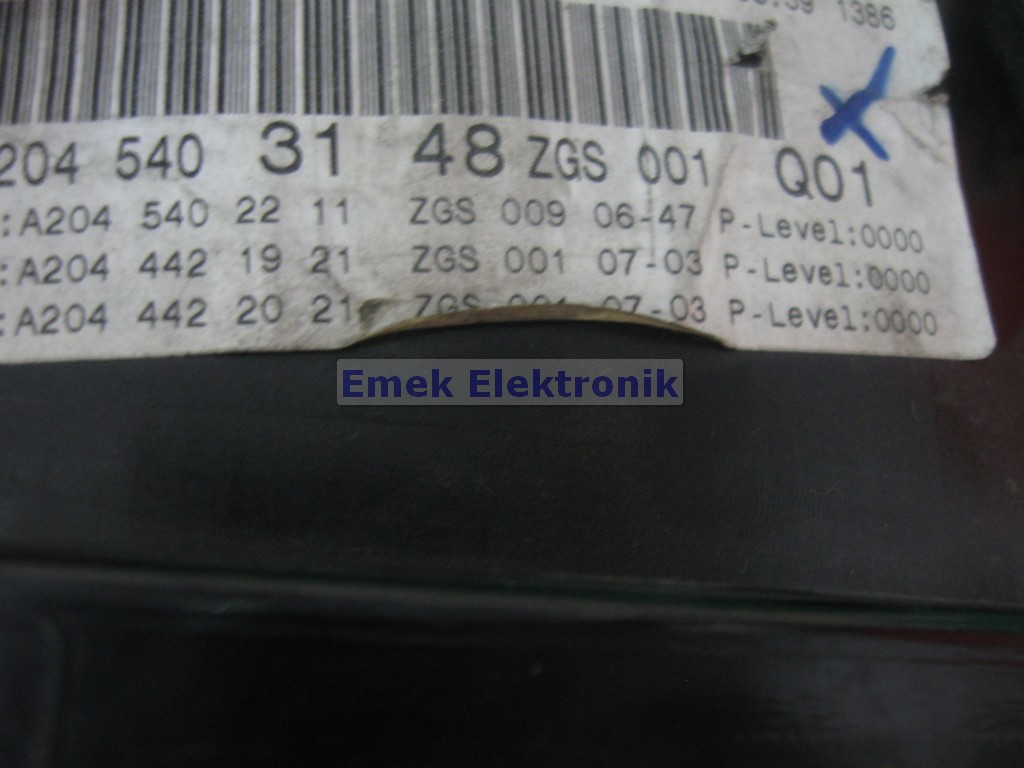 1386
204 540 31 48 ZGS 001 Q01
:A204 540 22 11 ZGS 009 06-47 P-Level:0000
:A204 442 19 21 ZGS 001 07-03 P-Level:0000
:A204 442 20 21 ZGS 001 07-03 P-Level:0000
Emek Elektronik